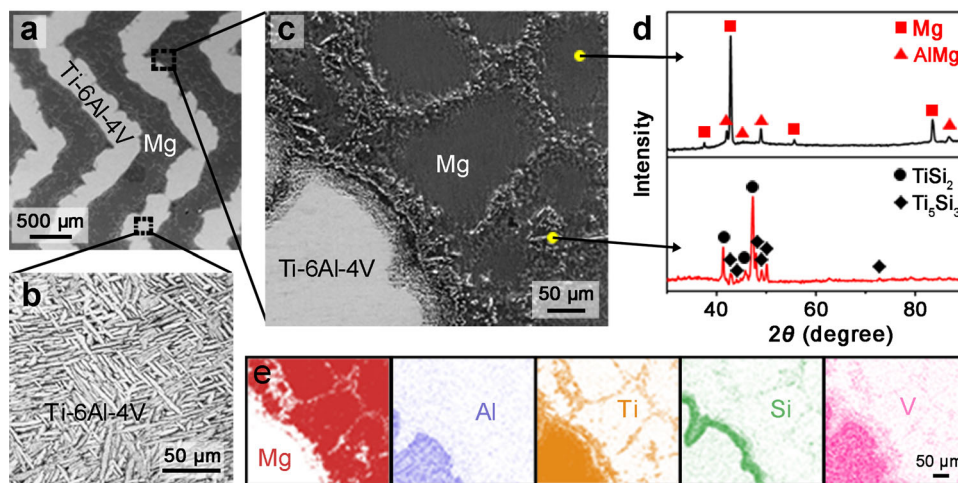 a
Ti-6Al-4V
Mg
500 μm
b
Ti-6Al-4V
50 μm
c
Mg
Ti-6Al-4V
50 μm
d
Mg
AlMg
TiSi₂
Ti₅Si₃
Intensity
40 60 80
2θ (degree)
e
Mg
Al
Ti
Si
V
50 μm